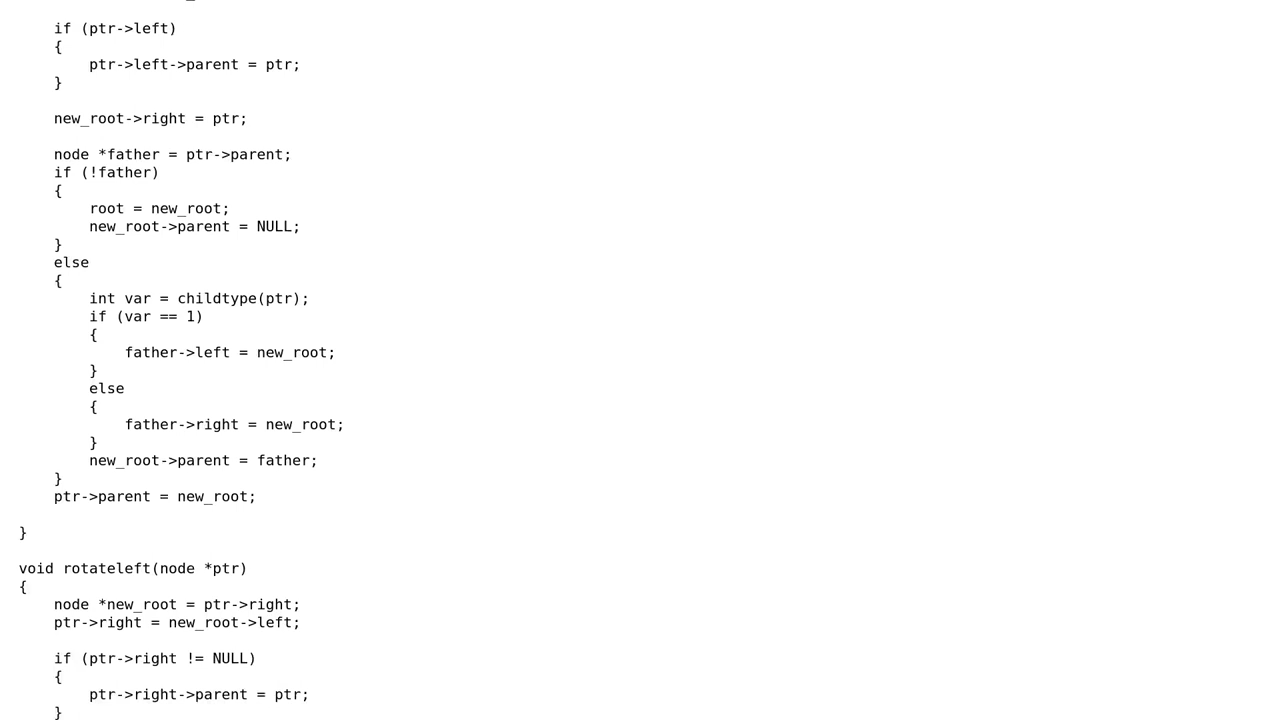 if (ptr->left)
{
ptr->left->parent = ptr;
}
new_root->right = ptr;
node *father = ptr->parent;
if (!father)
{
root = new_root;
new_root->parent = NULL;
}
else
{
int var = childtype(ptr);
if (var == 1)
{
father->left = new_root;
}
else
{
father->right = new_root;
}
new_root->parent = father;
}
ptr->parent = new_root;
}
void rotateleft(node *ptr)
{
node *new_root = ptr->right;
ptr->right = new_root->left;
if (ptr->right != NULL)
{
ptr->right->parent = ptr;
}